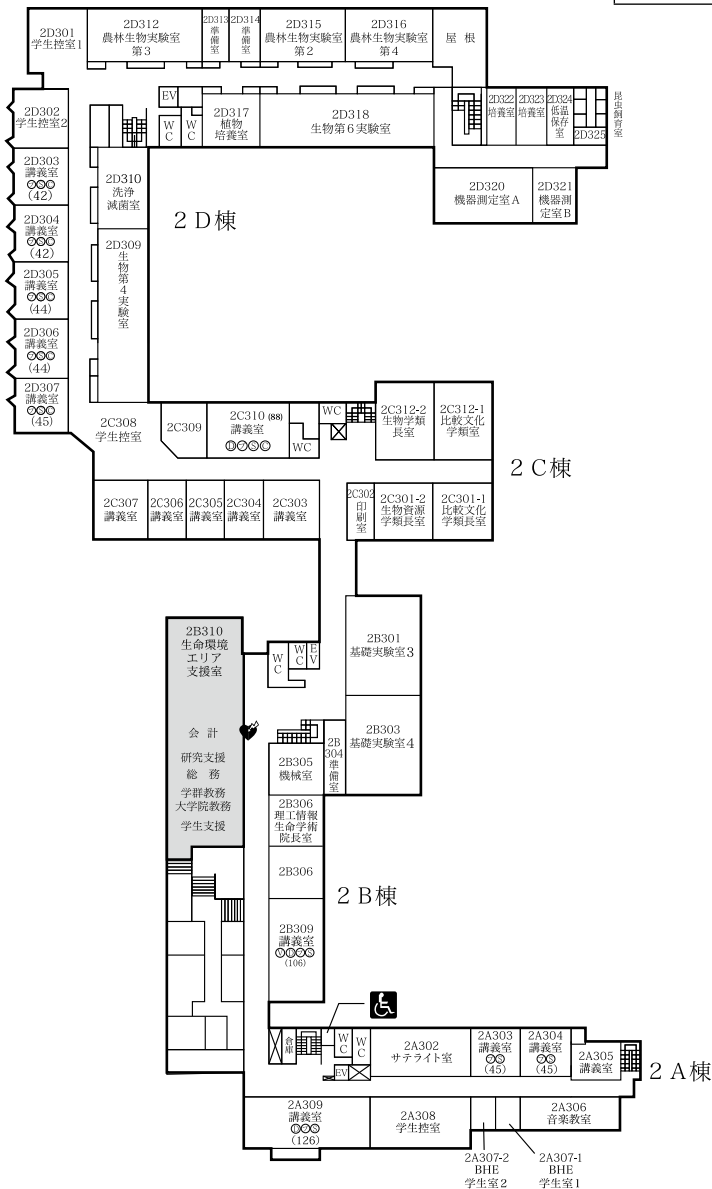 2D301
学生控室1
2D312
農林生物実験室
第3
2D313
準備室
2D314
準備室
2D315
農林生物実験室
第2
2D316
農林生物実験室
第4
屋根
2D302
学生控室2
EV
WC
WC
2D317
植物
培養室
2D318
生物第6実験室
2D322
培養室
2D323
培養室
2D324
低温
保存
室
2D325
昆虫飼育室
2D303
講義室
ⓅⓈⒸ
(42)
2D310
洗浄
滅菌室
2D320
機器測定室A
2D321
機器測
定室B
2D棟
2D304
講義室
ⓅⓈⒸ
(42)
2D309
生物第4実験室
2D305
講義室
ⓅⓈⒸ
(44)
2D306
講義室
ⓅⓈⒸ
(44)
2D307
講義室
ⓅⓈⒸ
(45)
2C308
学生控室
2C309
2C310 (88)
講義室
ⒹⓅⓈⒸ
WC
WC
2C312-2
生物学類
長室
2C312-1
比較文化
学類室
2C棟
2C307
講義室
2C306
講義室
2C305
講義室
2C304
講義室
2C303
講義室
2C302
印刷室
2C301-2
生物資源
学類長室
2C301-1
比較文化
学類長室
2B310
生命環境
エリア
支援室
会計
研究支援
総務
学群教務
大学院教務
学生支援
WC
WC
EV
2B301
基礎実験室3
2B303
基礎実験室4
2B304
準備室
2B305
機械室
2B306
理工情報
生命学術
院長室
2B306
2B棟
2B309
講義室
ⓋⒹⓅⓈ
(106)
倉庫
WC
WC
EV
2A302
サテライト室
2A303
講義室
ⓅⓈ
(45)
2A304
講義室
ⓅⓈ
(45)
2A305
講義室
2A棟
2A309
講義室
ⒹⓅⓈ
(126)
2A308
学生控室
2A306
音楽教室
2A307-2
BHE
学生室2
2A307-1
BHE
学生室1